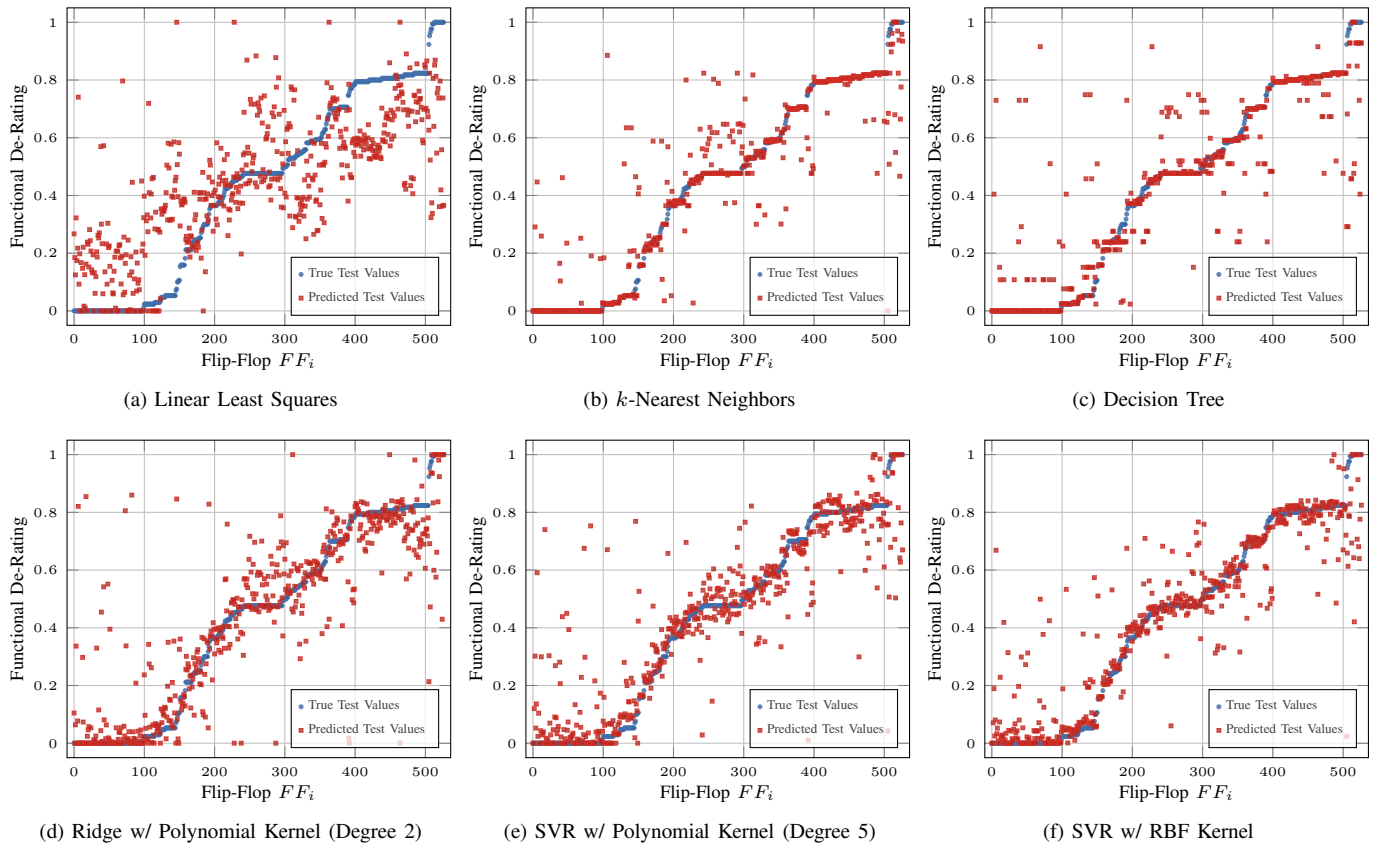 1
0.8
0.6
0.4
0.2
0
Functional De-Rating
0 100 200 300 400 500
Flip-Flop FF_i
True Test Values
Predicted Test Values
(a) Linear Least Squares
1
0.8
0.6
0.4
0.2
0
Functional De-Rating
0 100 200 300 400 500
Flip-Flop FF_i
True Test Values
Predicted Test Values
(b) k-Nearest Neighbors
1
0.8
0.6
0.4
0.2
0
Functional De-Rating
0 100 200 300 400 500
Flip-Flop FF_i
True Test Values
Predicted Test Values
(c) Decision Tree
1
0.8
0.6
0.4
0.2
0
Functional De-Rating
0 100 200 300 400 500
Flip-Flop FF_i
True Test Values
Predicted Test Values
(d) Ridge w/ Polynomial Kernel (Degree 2)
1
0.8
0.6
0.4
0.2
0
Functional De-Rating
0 100 200 300 400 500
Flip-Flop FF_i
True Test Values
Predicted Test Values
(e) SVR w/ Polynomial Kernel (Degree 5)
1
0.8
0.6
0.4
0.2
0
Functional De-Rating
0 100 200 300 400 500
Flip-Flop FF_i
True Test Values
Predicted Test Values
(f) SVR w/ RBF Kernel